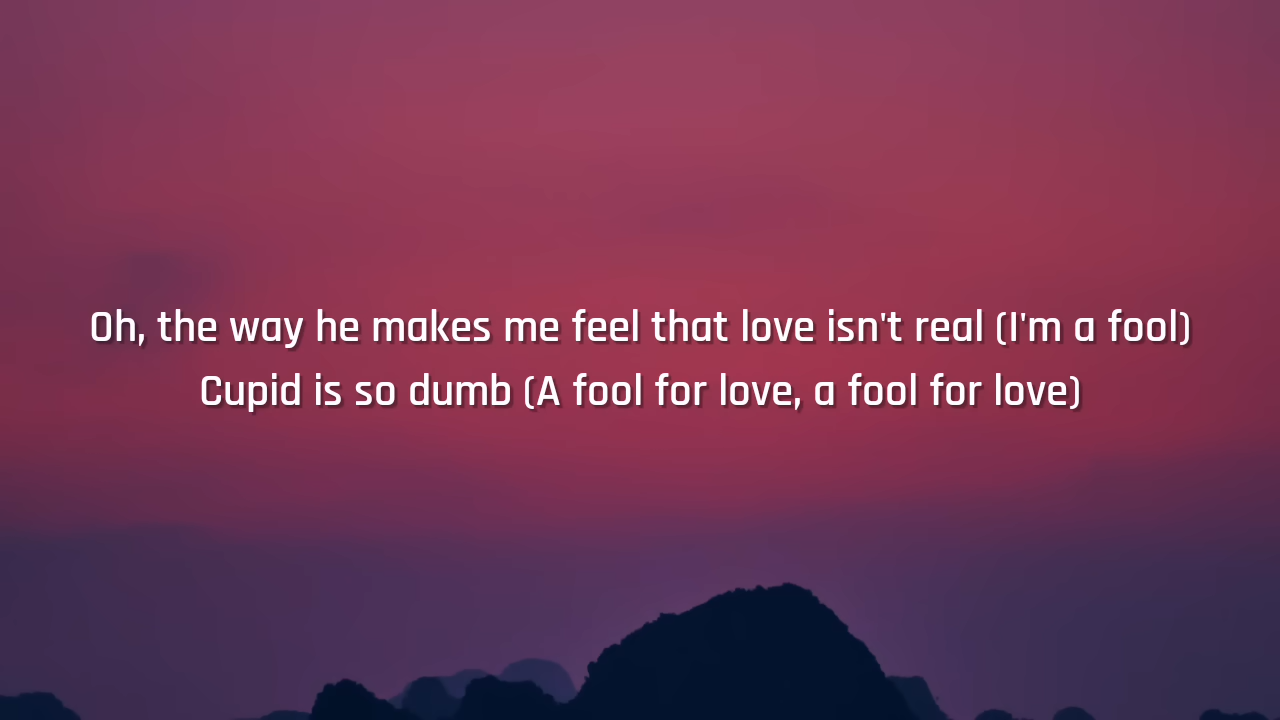 Oh, the way he makes me feel that love isn't real (I'm a fool)
Cupid is so dumb (A fool for love, a fool for love)